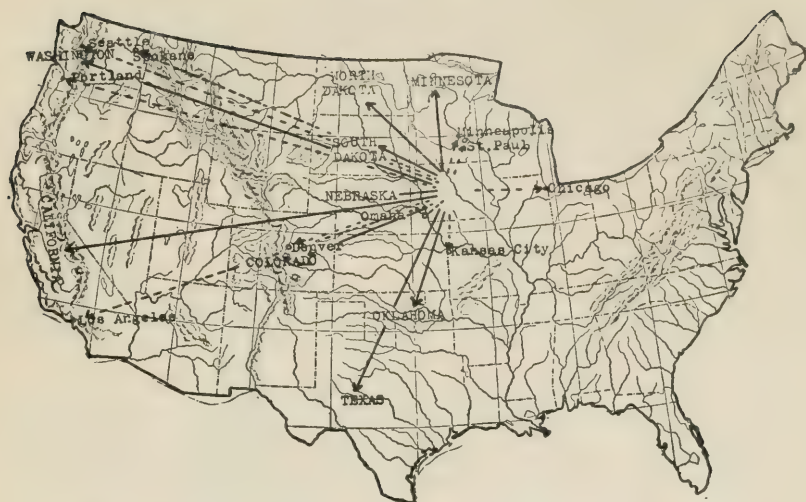 Seattle
WASHINGTON
Spokane
Portland
NORTH
DAKOTA
MINNESOTA
Minneapolis
St. Paul
SOUTH
DAKOTA
NEBRASKA
Chicago
Omaha
CALIFORNIA
Denver
Kansas City
COLORADO
Los Angeles
OKLAHOMA
TEXAS